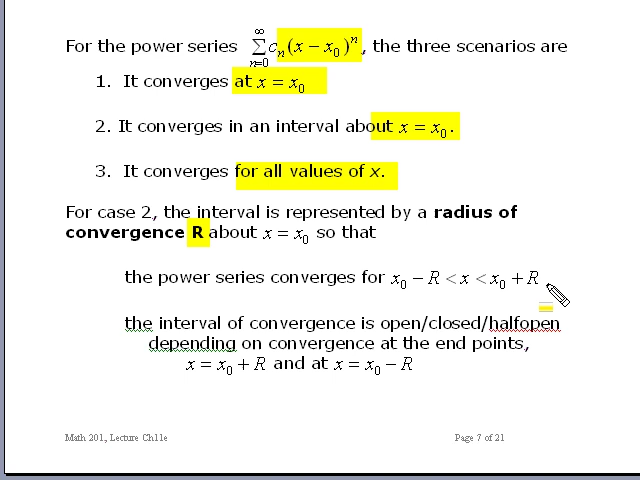 For the power series ∑_{n=0}^{∞} c_n(x − x_0)^n, the three scenarios are
1. It converges at x = x_0
2. It converges in an interval about x = x_0.
3. It converges for all values of x.
For case 2, the interval is represented by a radius of
convergence R about x = x_0 so that
the power series converges for x_0 − R < x < x_0 + R
the interval of convergence is open/closed/halfopen
depending on convergence at the end points,
x = x_0 + R and at x = x_0 − R
Math 201, Lecture Ch11e Page 7 of 21